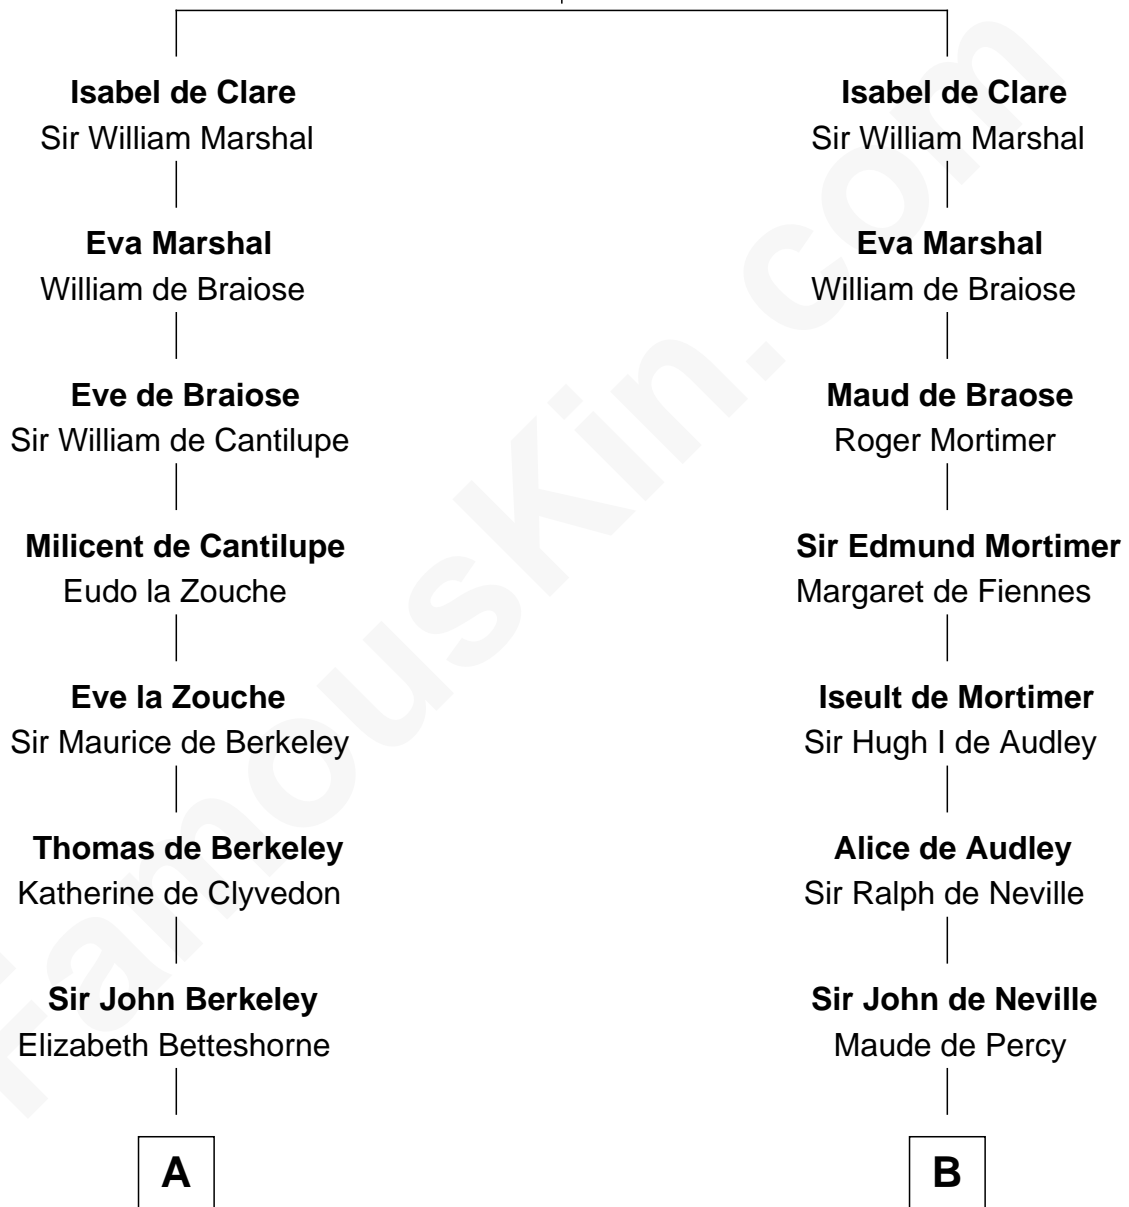 Isabel de Clare
Sir William Marshal
Eva Marshal
William de Braiose
Eve de Braiose
Sir William de Cantilupe
Milicent de Cantilupe
Eudo la Zouche
Eve la Zouche
Sir Maurice de Berkeley
Thomas de Berkeley
Katherine de Clyvedon
Sir John Berkeley
Elizabeth Betteshorne
A
Isabel de Clare
Sir William Marshal
Eva Marshal
William de Braiose
Maud de Braose
Roger Mortimer
Sir Edmund Mortimer
Margaret de Fiennes
Iseult de Mortimer
Sir Hugh I de Audley
Alice de Audley
Sir Ralph de Neville
Sir John de Neville
Maude de Percy
B
FamousKin.com